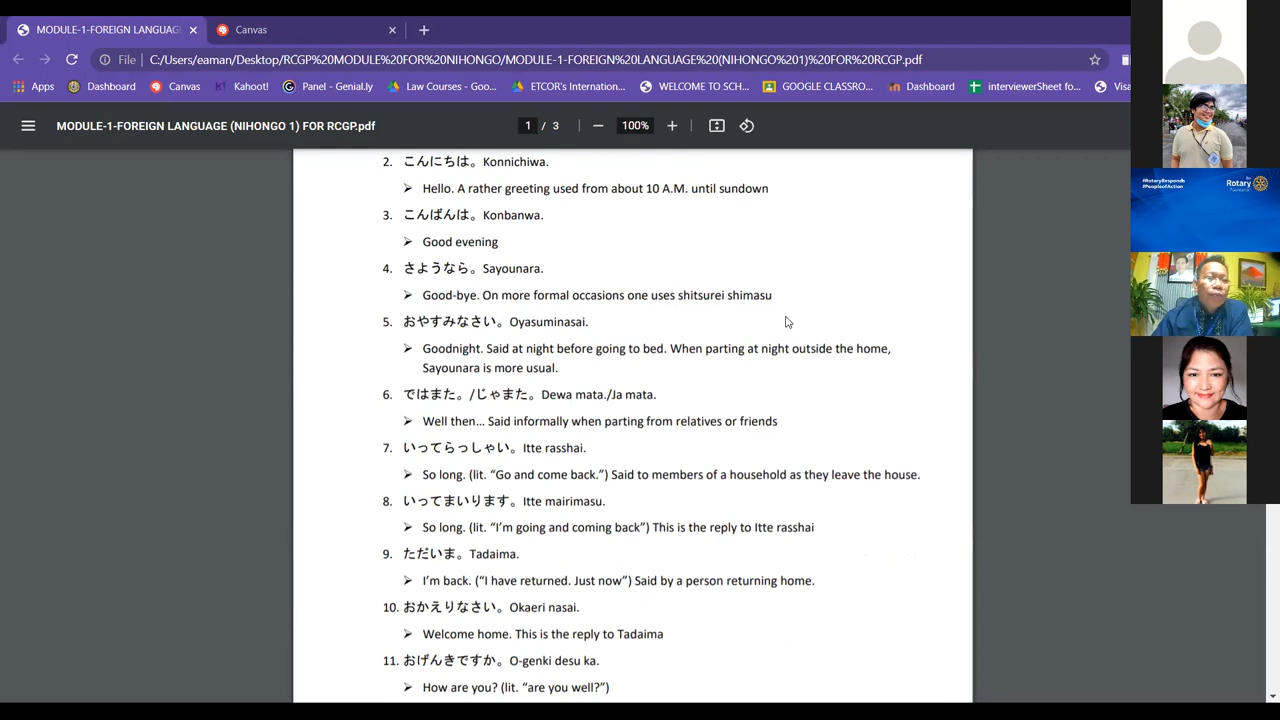 MODULE-1-FOREIGN LANGUAG
Canvas
File
C:/Users/eaman/Desktop/RCGP%20MODULE%20FOR%20NIHONGO/MODULE-1-FOREIGN%20LANGUAGE%20(NIHONGO%201)%20FOR%20RCGP.pdf
Apps Dashboard Canvas Kahoot! Panel - Genial.ly Law Courses - Goo... ETCOR's Internation... WELCOME TO SCH... GOOGLE CLASSRO... Dashboard interviewerSheet fo... Visa
MODULE-1-FOREIGN LANGUAGE (NIHONGO 1) FOR RCGP.pdf
1 / 3
100%
2. こんにちは。Konnichiwa.
➢ Hello. A rather greeting used from about 10 A.M. until sundown
3. こんばんは。Konbanwa.
➢ Good evening
4. さようなら。Sayounara.
➢ Good-bye. On more formal occasions one uses shitsurei shimasu
5. おやすみなさい。Oyasuminasai.
➢ Goodnight. Said at night before going to bed. When parting at night outside the home,
Sayounara is more usual.
6. ではまた。/じゃまた。Dewa mata./Ja mata.
➢ Well then... Said informally when parting from relatives or friends
7. いってらっしゃい。Itte rasshai.
➢ So long. (lit. “Go and come back.”) Said to members of a household as they leave the house.
8. いってまいります。Itte mairimasu.
➢ So long. (lit. “I’m going and coming back”) This is the reply to Itte rasshai
9. ただいま。Tadaima.
➢ I’m back. (“I have returned. Just now”) Said by a person returning home.
10. おかえりなさい。Okaeri nasai.
➢ Welcome home. This is the reply to Tadaima
11. おげんきですか。O-genki desu ka.
➢ How are you? (lit. “are you well?”)
#RotaryResponds
#PeopleofAction
The
Rotary
Foundation